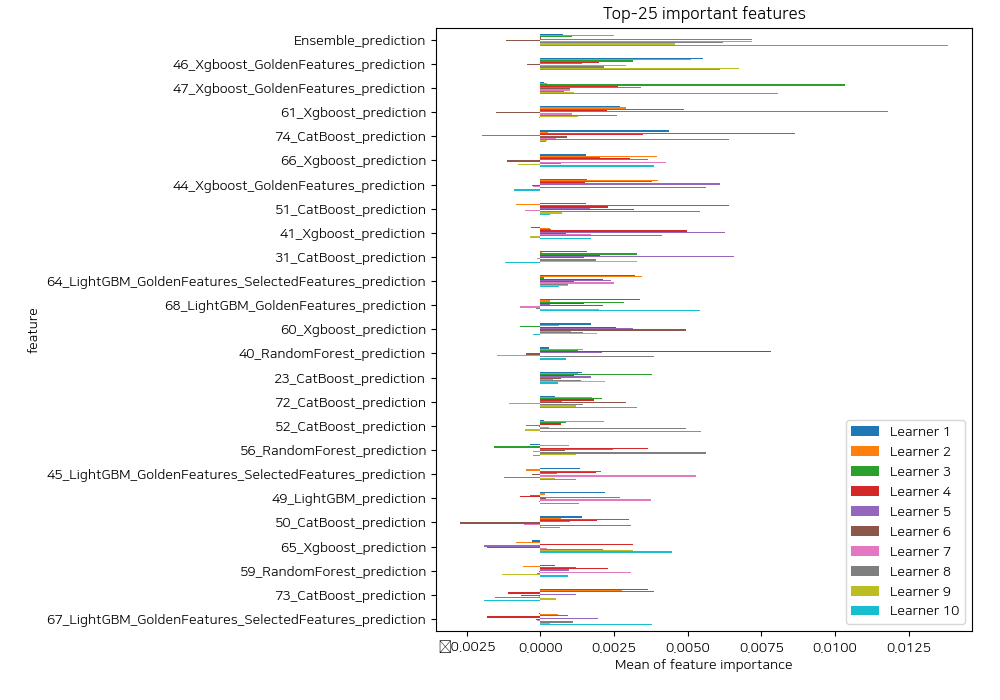 Top-25 important features
Ensemble_prediction
46_Xgboost_GoldenFeatures_prediction
47_Xgboost_GoldenFeatures_prediction
61_Xgboost_prediction
74_CatBoost_prediction
66_Xgboost_prediction
44_Xgboost_GoldenFeatures_prediction
51_CatBoost_prediction
41_Xgboost_prediction
31_CatBoost_prediction
64_LightGBM_GoldenFeatures_SelectedFeatures_prediction
68_LightGBM_GoldenFeatures_prediction
60_Xgboost_prediction
40_RandomForest_prediction
23_CatBoost_prediction
72_CatBoost_prediction
52_CatBoost_prediction
56_RandomForest_prediction
45_LightGBM_GoldenFeatures_SelectedFeatures_prediction
49_LightGBM_prediction
50_CatBoost_prediction
65_Xgboost_prediction
59_RandomForest_prediction
73_CatBoost_prediction
67_LightGBM_GoldenFeatures_SelectedFeatures_prediction
feature
Learner 1
Learner 2
Learner 3
Learner 4
Learner 5
Learner 6
Learner 7
Learner 8
Learner 9
Learner 10
0.0025 0.0000 0.0025 0.0050 0.0075 0.0100 0.0125
Mean of feature importance